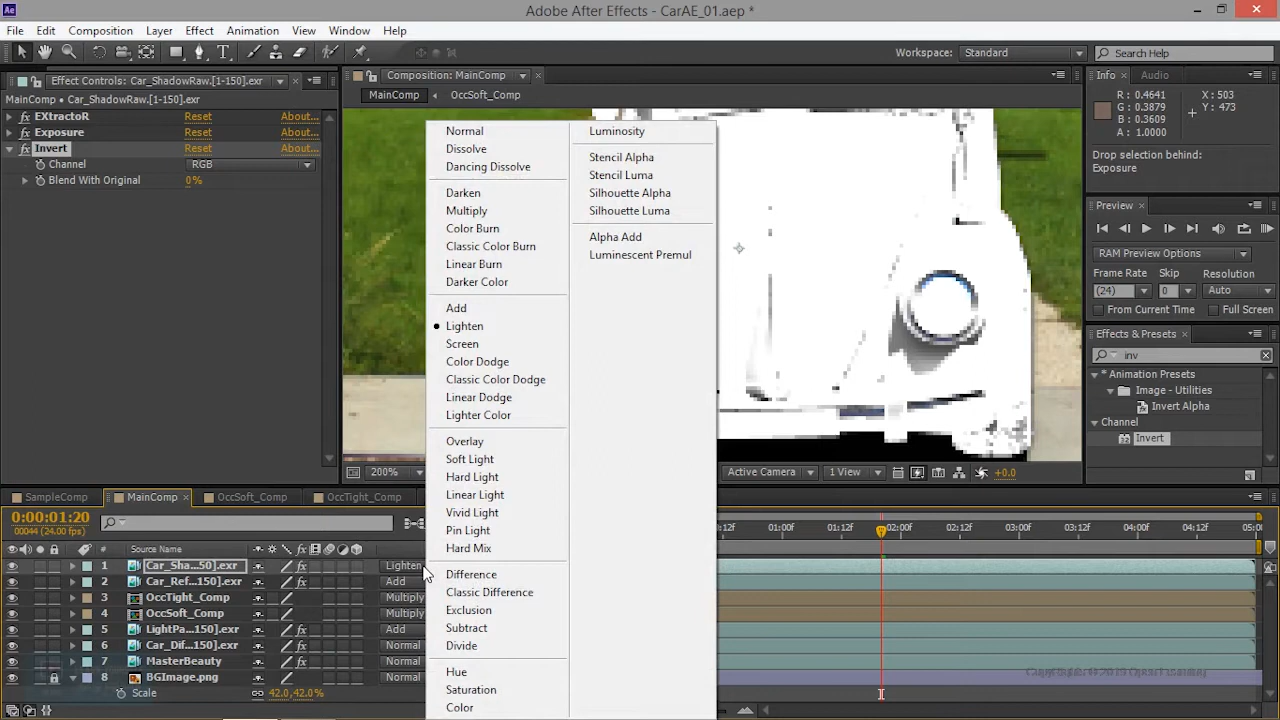 Adobe After Effects - CarAE_01.aep *
File Edit Composition Layer Effect Animation View Window Help
Workspace: Standard Search Help
Effect Controls: Car_ShadowRaw.[1-150].exr
MainComp • Car_ShadowRaw.[1-150].exr
EXtractoR Reset About...
Exposure Reset About...
Invert Reset About...
Channel RGB
Blend With Original 0%
Composition: MainComp
MainComp OccSoft_Comp
Normal
Dissolve
Dancing Dissolve
Darken
Multiply
Color Burn
Classic Color Burn
Linear Burn
Darker Color
Add
Lighten
Screen
Color Dodge
Classic Color Dodge
Linear Dodge
Lighter Color
Overlay
Soft Light
Hard Light
Linear Light
Vivid Light
Pin Light
Hard Mix
Difference
Classic Difference
Exclusion
Subtract
Divide
Hue
Saturation
Color
Luminosity
Stencil Alpha
Stencil Luma
Silhouette Alpha
Silhouette Luma
Alpha Add
Luminescent Premul
200% Active Camera 1 View +0.0
Info Audio
R: 0.4641 X: 503
G: 0.3879 Y: 473
B: 0.3609
A: 1.0000
Drop selection behind:
Exposure
Preview
RAM Preview Options
Frame Rate Skip Resolution
(24) 0 Auto
From Current Time Full Screen
Effects & Presets
inv
* Animation Presets
Image - Utilities
Invert Alpha
Channel
Invert
SampleComp MainComp OccSoft_Comp OccTight_Comp
0:00:01:20
00044 (24.00 fps)
# Source Name
:12f 01:00f 01:12f 02:00f 02:12f 03:00f 03:12f 04:00f 04:12f 05:0
1 Car_Sha...50].exr Lighten
2 Car_Ref...150].exr Add
3 OccTight_Comp Multiply
4 OccSoft_Comp Multiply
5 LightPa...150].exr Add
6 Car_Dif...150].exr Normal
7 MasterBeauty Normal
8 BGImage.png Normal
Scale 42.0,42.0%